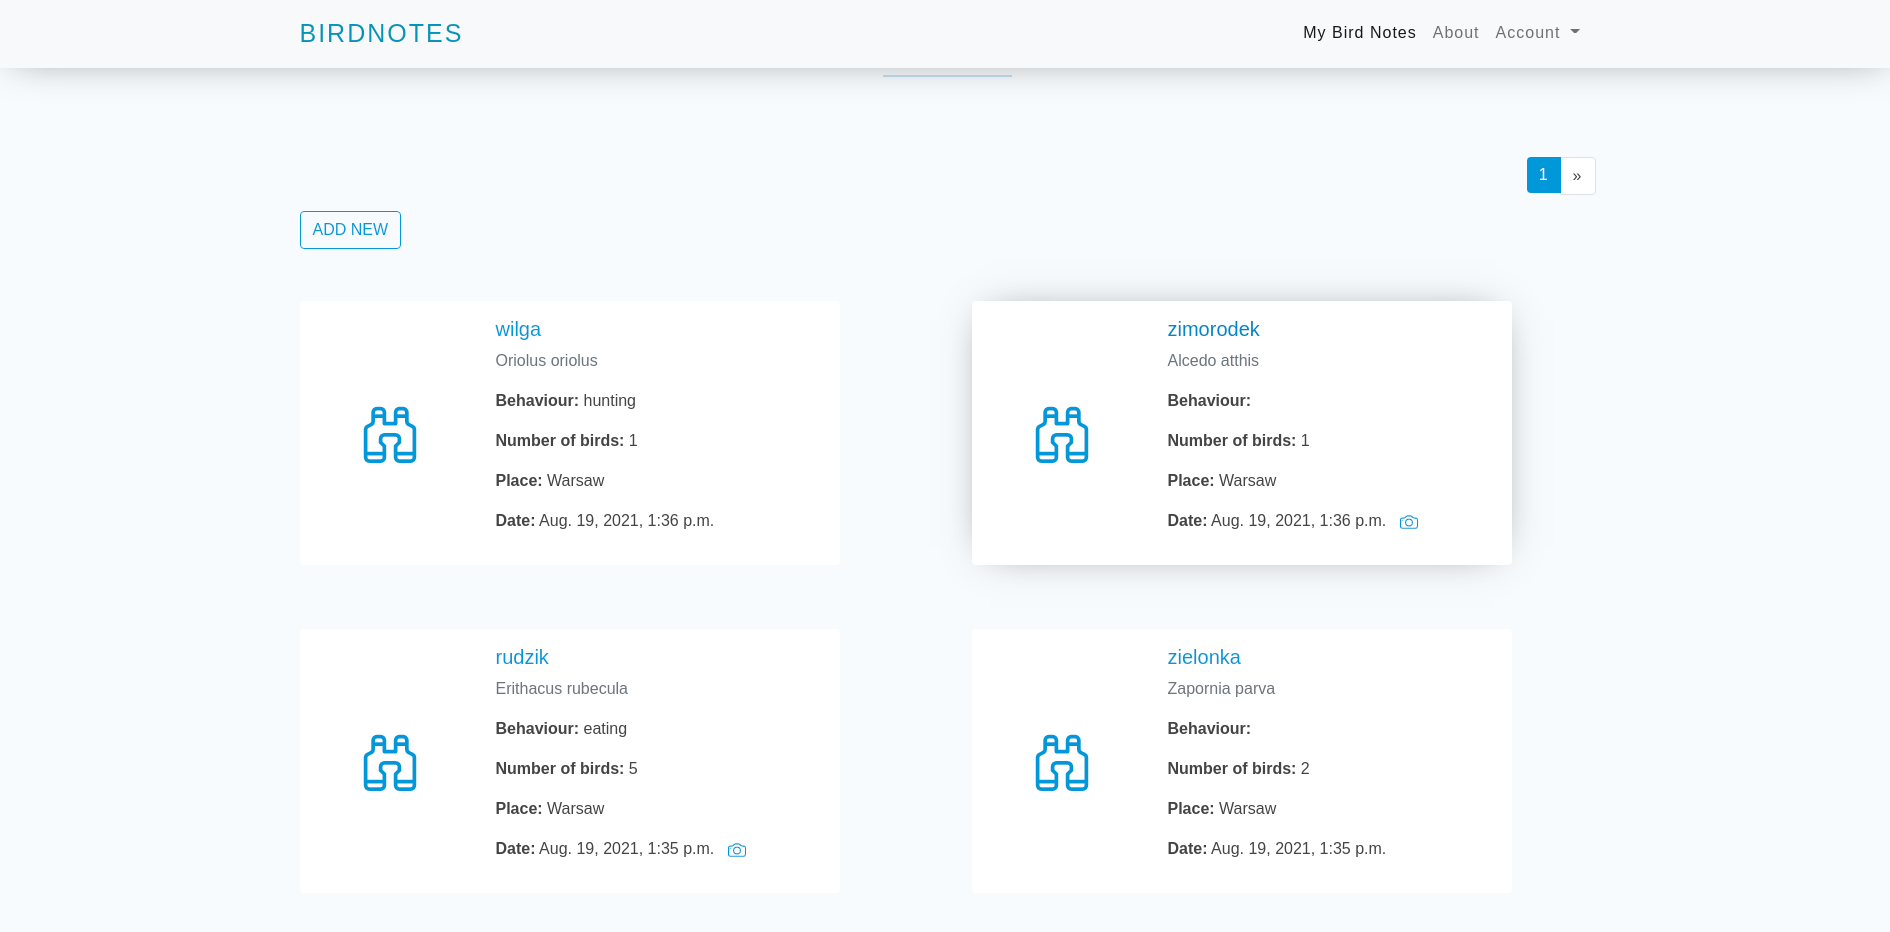 BIRDNOTES
My Bird Notes About Account
1 »
ADD NEW
wilga
Oriolus oriolus
Behaviour: hunting
Number of birds: 1
Place: Warsaw
Date: Aug. 19, 2021, 1:36 p.m.
zimorodek
Alcedo atthis
Behaviour:
Number of birds: 1
Place: Warsaw
Date: Aug. 19, 2021, 1:36 p.m.
rudzik
Erithacus rubecula
Behaviour: eating
Number of birds: 5
Place: Warsaw
Date: Aug. 19, 2021, 1:35 p.m.
zielonka
Zapornia parva
Behaviour:
Number of birds: 2
Place: Warsaw
Date: Aug. 19, 2021, 1:35 p.m.